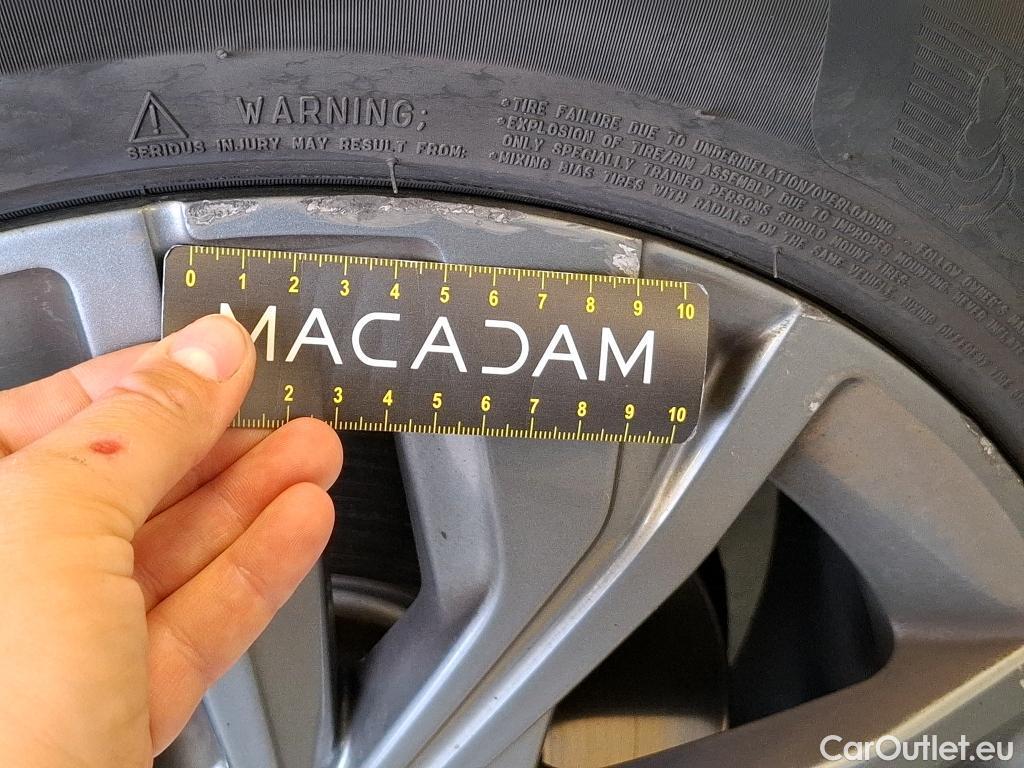 WARNING;
SERIOUS INJURY MAY RESULT FROM:
•TIRE FAILURE DUE TO UNDERINFLATION/OVERLOADING
•EXPLOSION OF TIRE/RIM ASSEMBLY DUE TO IMPROPER MOUNTING.
ONLY SPECIALLY TRAINED PERSONS SHOULD MOUNT TIRES.
•MIXING BIAS TIRES WITH RADIALS ON THE SAME VEHICLE.
0 1 2 3 4 5 6 7 8 9 10
MACADAM
2 3 4 5 6 7 8 9 10
CarOutlet.eu